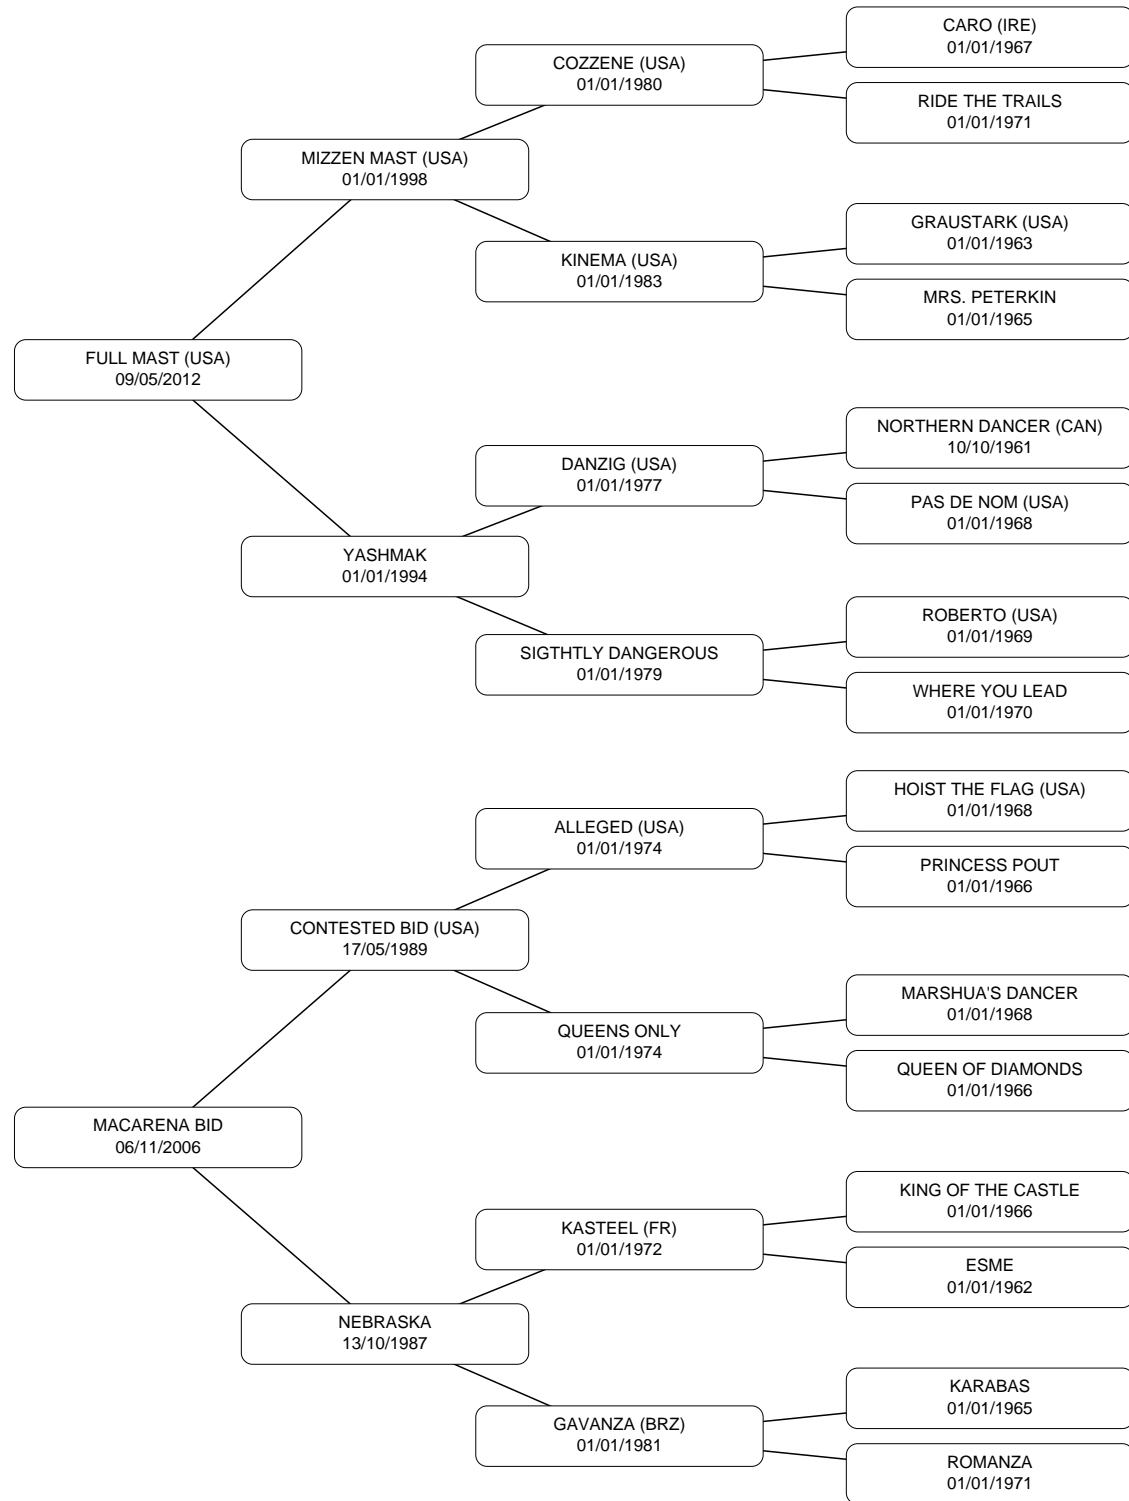 CARO (IRE)
01/01/1967
COZZENE (USA)
01/01/1980
RIDE THE TRAILS
01/01/1971
MIZZEN MAST (USA)
01/01/1998
GRAUSTARK (USA)
01/01/1963
KINEMA (USA)
01/01/1983
MRS. PETERKIN
01/01/1965
FULL MAST (USA)
09/05/2012
NORTHERN DANCER (CAN)
10/10/1961
DANZIG (USA)
01/01/1977
PAS DE NOM (USA)
01/01/1968
YASHMAK
01/01/1994
ROBERTO (USA)
01/01/1969
SIGTHTLY DANGEROUS
01/01/1979
WHERE YOU LEAD
01/01/1970
HOIST THE FLAG (USA)
01/01/1968
ALLEGED (USA)
01/01/1974
PRINCESS POUT
01/01/1966
CONTESTED BID (USA)
17/05/1989
MARSHUA'S DANCER
01/01/1968
QUEENS ONLY
01/01/1974
QUEEN OF DIAMONDS
01/01/1966
MACARENA BID
06/11/2006
KING OF THE CASTLE
01/01/1966
KASTEEL (FR)
01/01/1972
ESME
01/01/1962
NEBRASKA
13/10/1987
KARABAS
01/01/1965
GAVANZA (BRZ)
01/01/1981
ROMANZA
01/01/1971